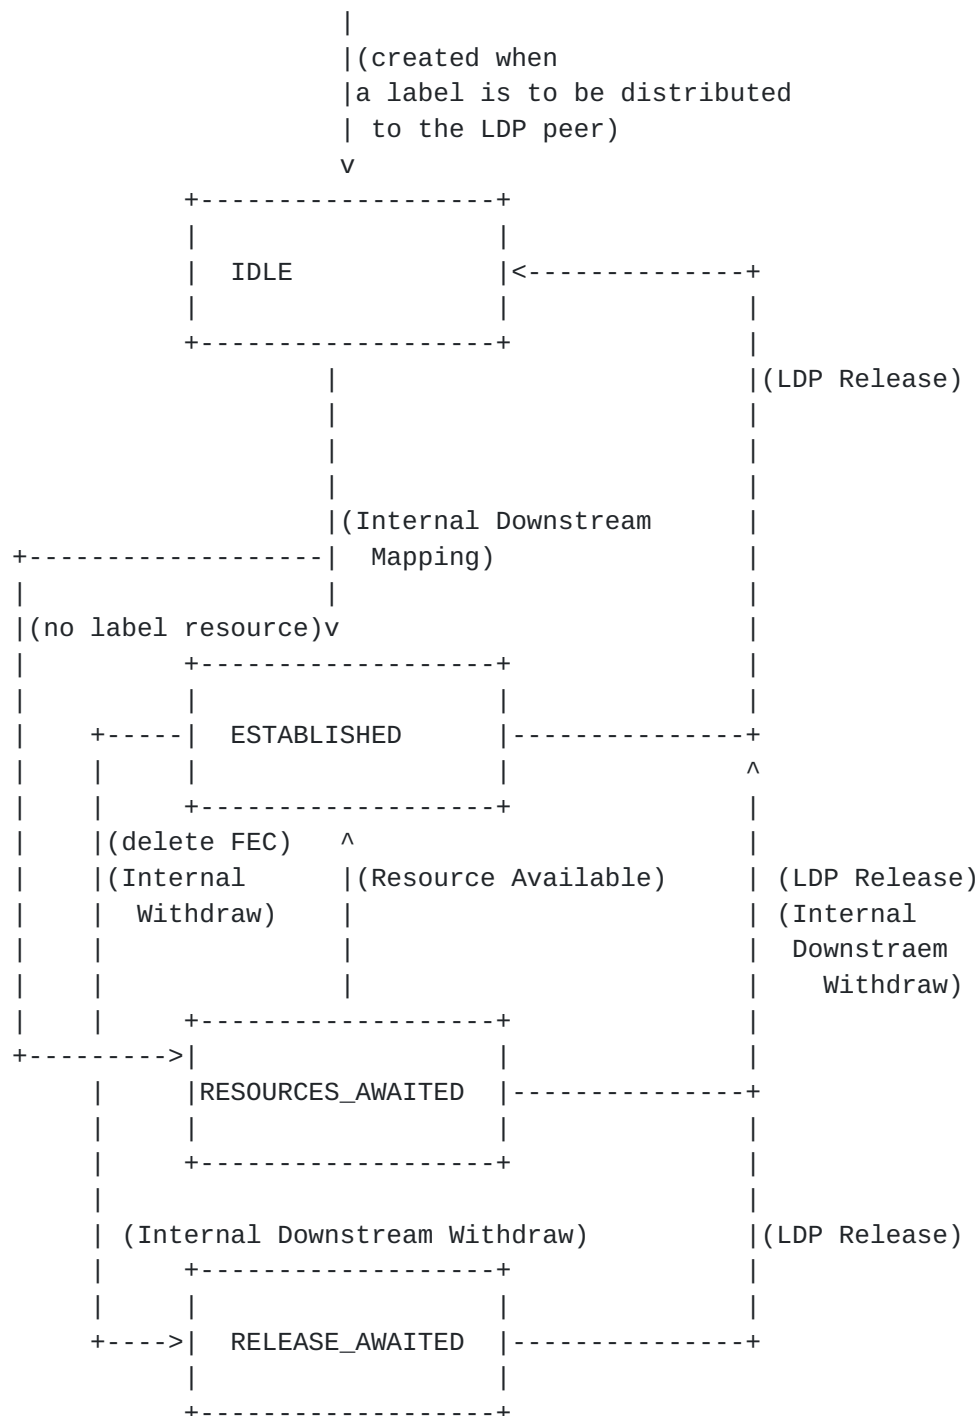 (created when
a label is to be distributed
to the LDP peer)
IDLE
(LDP Release)
(Internal Downstream
Mapping)
(no label resource)
ESTABLISHED
(delete FEC)
(Internal (Resource Available) (LDP Release)
Withdraw) (Internal
Downstraem
Withdraw)
RESOURCES_AWAITED
(Internal Downstream Withdraw) (LDP Release)
RELEASE_AWAITED